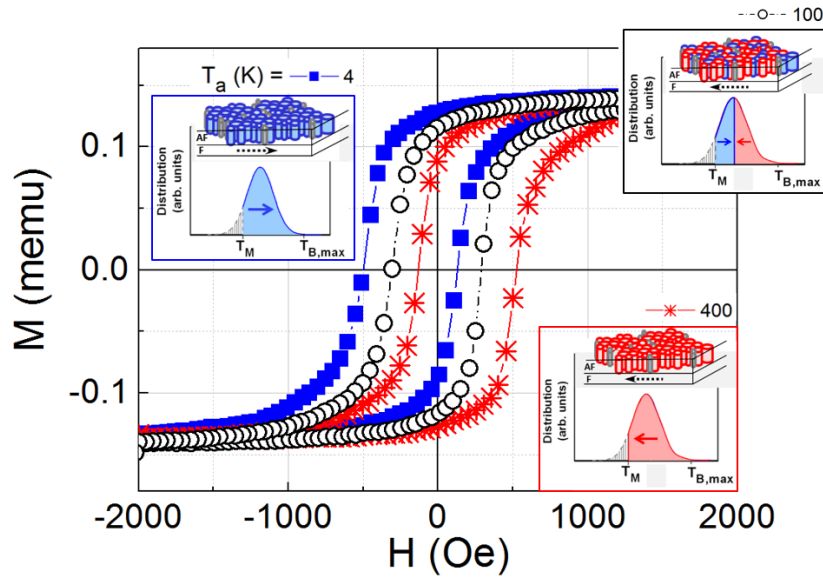 100
T_a (K) = 4
AF
F
Distribution
(arb. units)
T_M
T_B,max
AF
F
Distribution
(arb. units)
T_M
T_B,max
400
AF
F
Distribution
(arb. units)
T_M
T_B,max
M (memu)
0.1
0.0
-0.1
-2000
-1000
0
1000
2000
H (Oe)